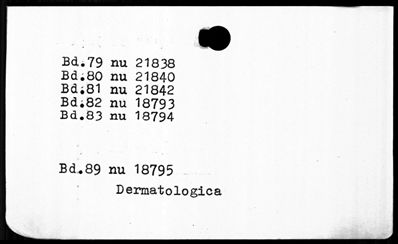 Bd.79 nu 21838
Bd.80 nu 21840
Bd.81 nu 21842
Bd.82 nu 18793
Bd.83 nu 18794
Bd.89 nu 18795
Dermatologica